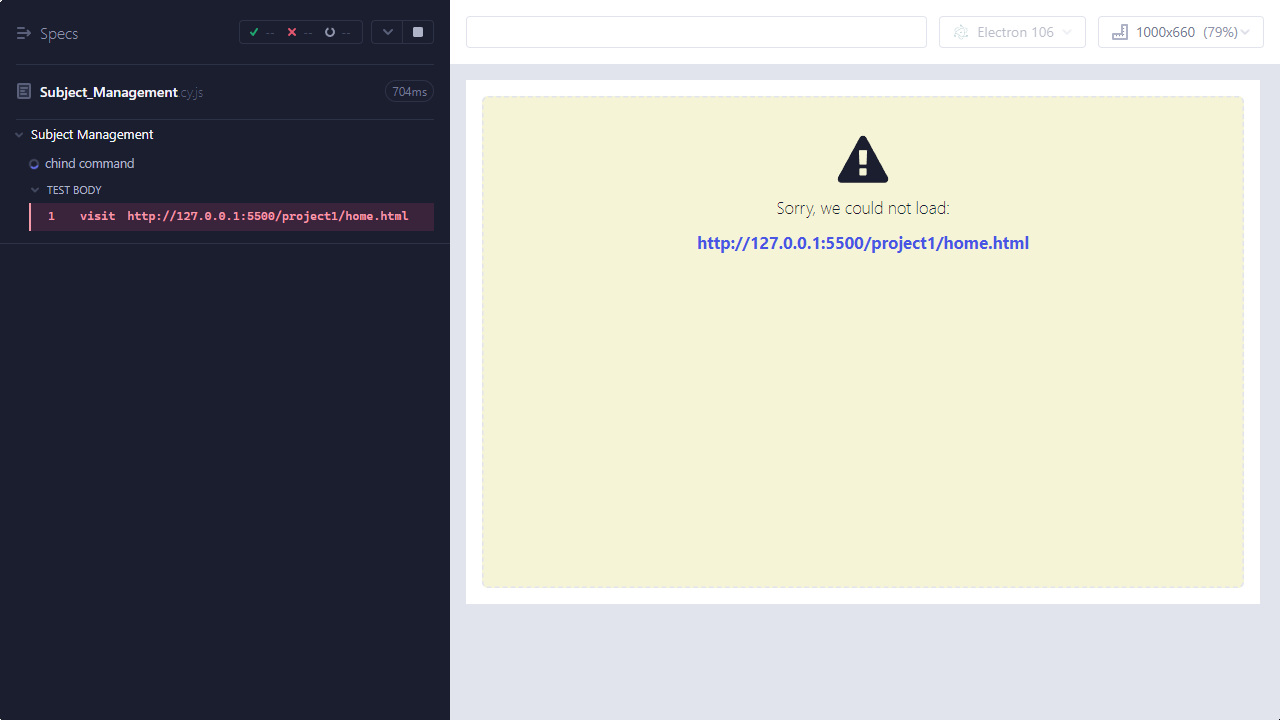 Specs
-- -- --
Subject_Management.cy.js
704ms
Subject Management
chind command
TEST BODY
1 visit http://127.0.0.1:5500/project1/home.html
Electron 106
1000x660 (79%)
Sorry, we could not load:
http://127.0.0.1:5500/project1/home.html